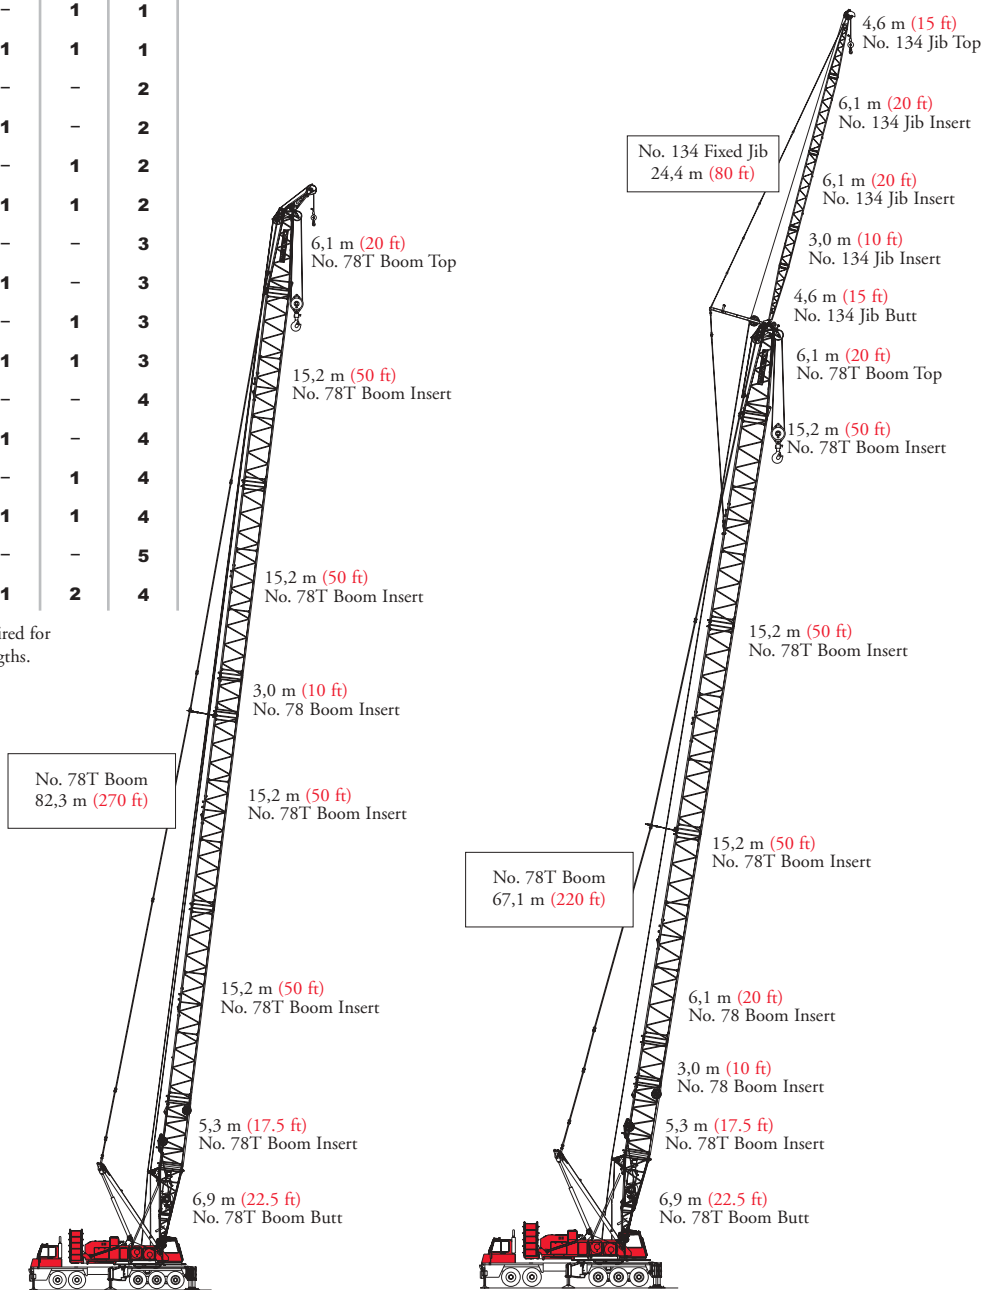 – 1 1
1 1 1
– – 2
1 – 2
– 1 2
1 1 2
– – 3
1 – 3
– 1 3
1 1 3
– – 4
1 – 4
– 1 4
1 1 4
– – 5
1 2 4
ired for
gths.
6,1 m (20 ft)
No. 78T Boom Top
15,2 m (50 ft)
No. 78T Boom Insert
15,2 m (50 ft)
No. 78T Boom Insert
3,0 m (10 ft)
No. 78 Boom Insert
No. 78T Boom
82,3 m (270 ft)
15,2 m (50 ft)
No. 78T Boom Insert
15,2 m (50 ft)
No. 78T Boom Insert
5,3 m (17.5 ft)
No. 78T Boom Insert
6,9 m (22.5 ft)
No. 78T Boom Butt
4,6 m (15 ft)
No. 134 Jib Top
6,1 m (20 ft)
No. 134 Jib Insert
No. 134 Fixed Jib
24,4 m (80 ft)
6,1 m (20 ft)
No. 134 Jib Insert
3,0 m (10 ft)
No. 134 Jib Insert
4,6 m (15 ft)
No. 134 Jib Butt
6,1 m (20 ft)
No. 78T Boom Top
15,2 m (50 ft)
No. 78T Boom Insert
15,2 m (50 ft)
No. 78T Boom Insert
15,2 m (50 ft)
No. 78T Boom Insert
No. 78T Boom
67,1 m (220 ft)
6,1 m (20 ft)
No. 78 Boom Insert
3,0 m (10 ft)
No. 78 Boom Insert
5,3 m (17.5 ft)
No. 78T Boom Insert
6,9 m (22.5 ft)
No. 78T Boom Butt